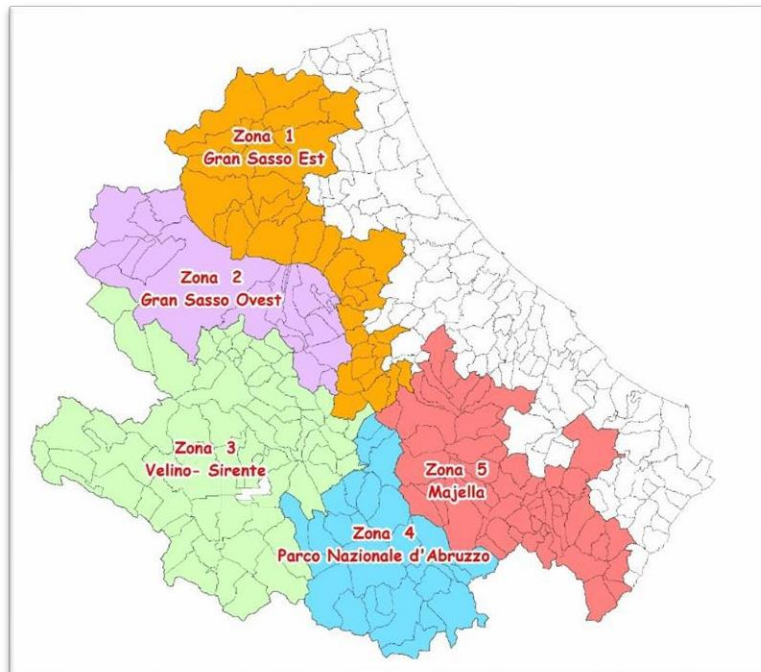 Zona 1
Gran Sasso Est
Zona 2
Gran Sasso Ovest
Zona 3
Velino- Sirente
Zona 5
Majella
Zona 4
Parco Nazionale d'Abruzzo